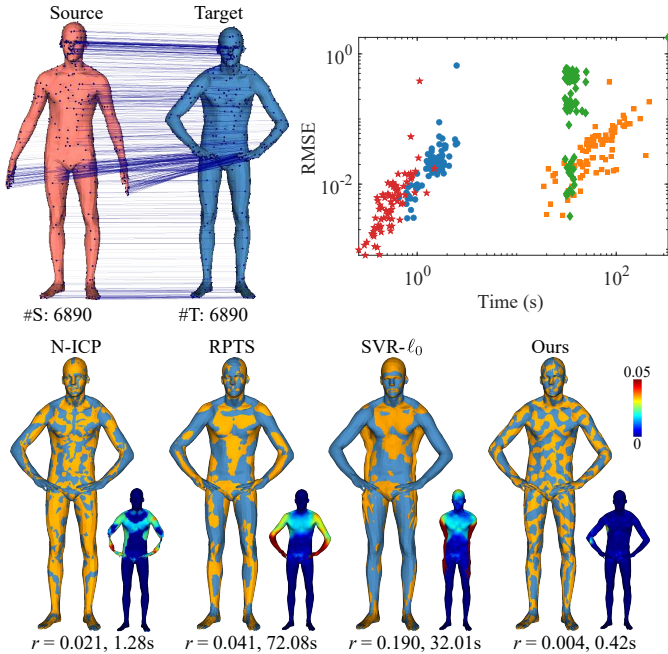 Source
Target
#S: 6890
#T: 6890
RMSE
10^0
10^-2
10^0
10^2
Time (s)
N-ICP
RPTS
SVR-ℓ0
Ours
0.05
0
r = 0.021, 1.28s
r = 0.041, 72.08s
r = 0.190, 32.01s
r = 0.004, 0.42s